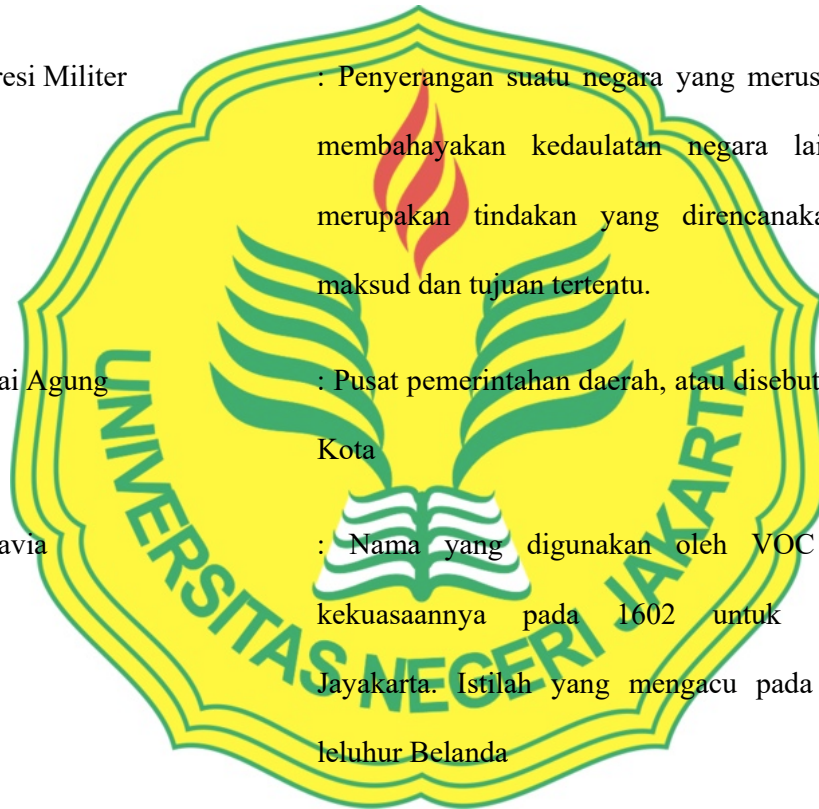 resi Militer : Penyerangan suatu negara yang merus
membahayakan kedaulatan negara lai
merupakan tindakan yang direncanaka
maksud dan tujuan tertentu.
ai Agung : Pusat pemerintahan daerah, atau disebut
Kota
avia : Nama yang digunakan oleh VOC
kekuasaannya pada 1602 untuk
Jayakarta. Istilah yang mengacu pada
leluhur Belanda
UNIVERSITAS NEGERI JAKARTA